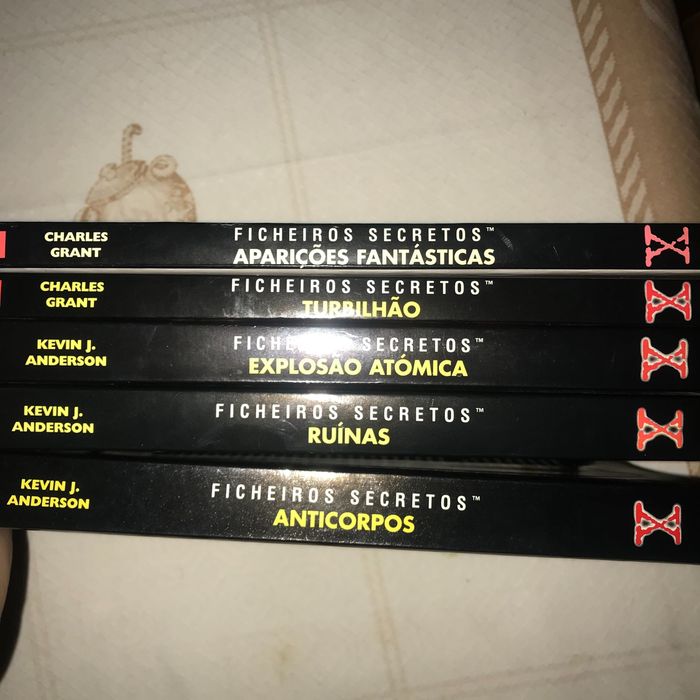 CHARLES
GRANT
FICHEIROS SECRETOS™
APARIÇÕES FANTÁSTICAS
X
CHARLES
GRANT
FICHEIROS SECRETOS™
TURBILHÃO
X
KEVIN J.
ANDERSON
FICHEIROS SECRETOS™
EXPLOSÃO ATÓMICA
X
KEVIN J.
ANDERSON
FICHEIROS SECRETOS™
RUÍNAS
X
KEVIN J.
ANDERSON
FICHEIROS SECRETOS™
ANTICORPOS
X